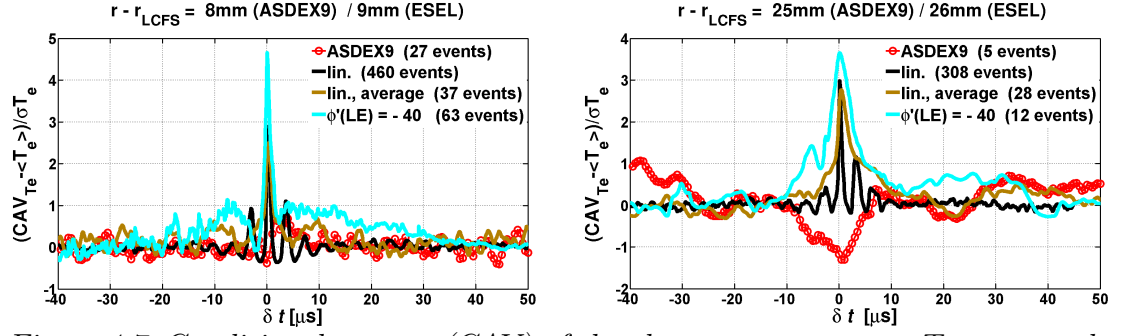 r - r_LCFS = 8mm (ASDEX9) / 9mm (ESEL)
(CAV_Te-<T_e>)/σT_e
5
4
3
2
1
0
-1
-2
ASDEX9 (27 events)
lin. (460 events)
lin., average (37 events)
ϕ'(LE) = - 40 (63 events)
-40 -30 -20 -10 0 10 20 30 40 50
δ t [μs]
r - r_LCFS = 25mm (ASDEX9) / 26mm (ESEL)
(CAV_Te-<T_e>)/σT_e
4
3
2
1
0
-1
-2
ASDEX9 (5 events)
lin. (308 events)
lin., average (28 events)
ϕ'(LE) = - 40 (12 events)
-40 -30 -20 -10 0 10 20 30 40 50
δ t [μs]